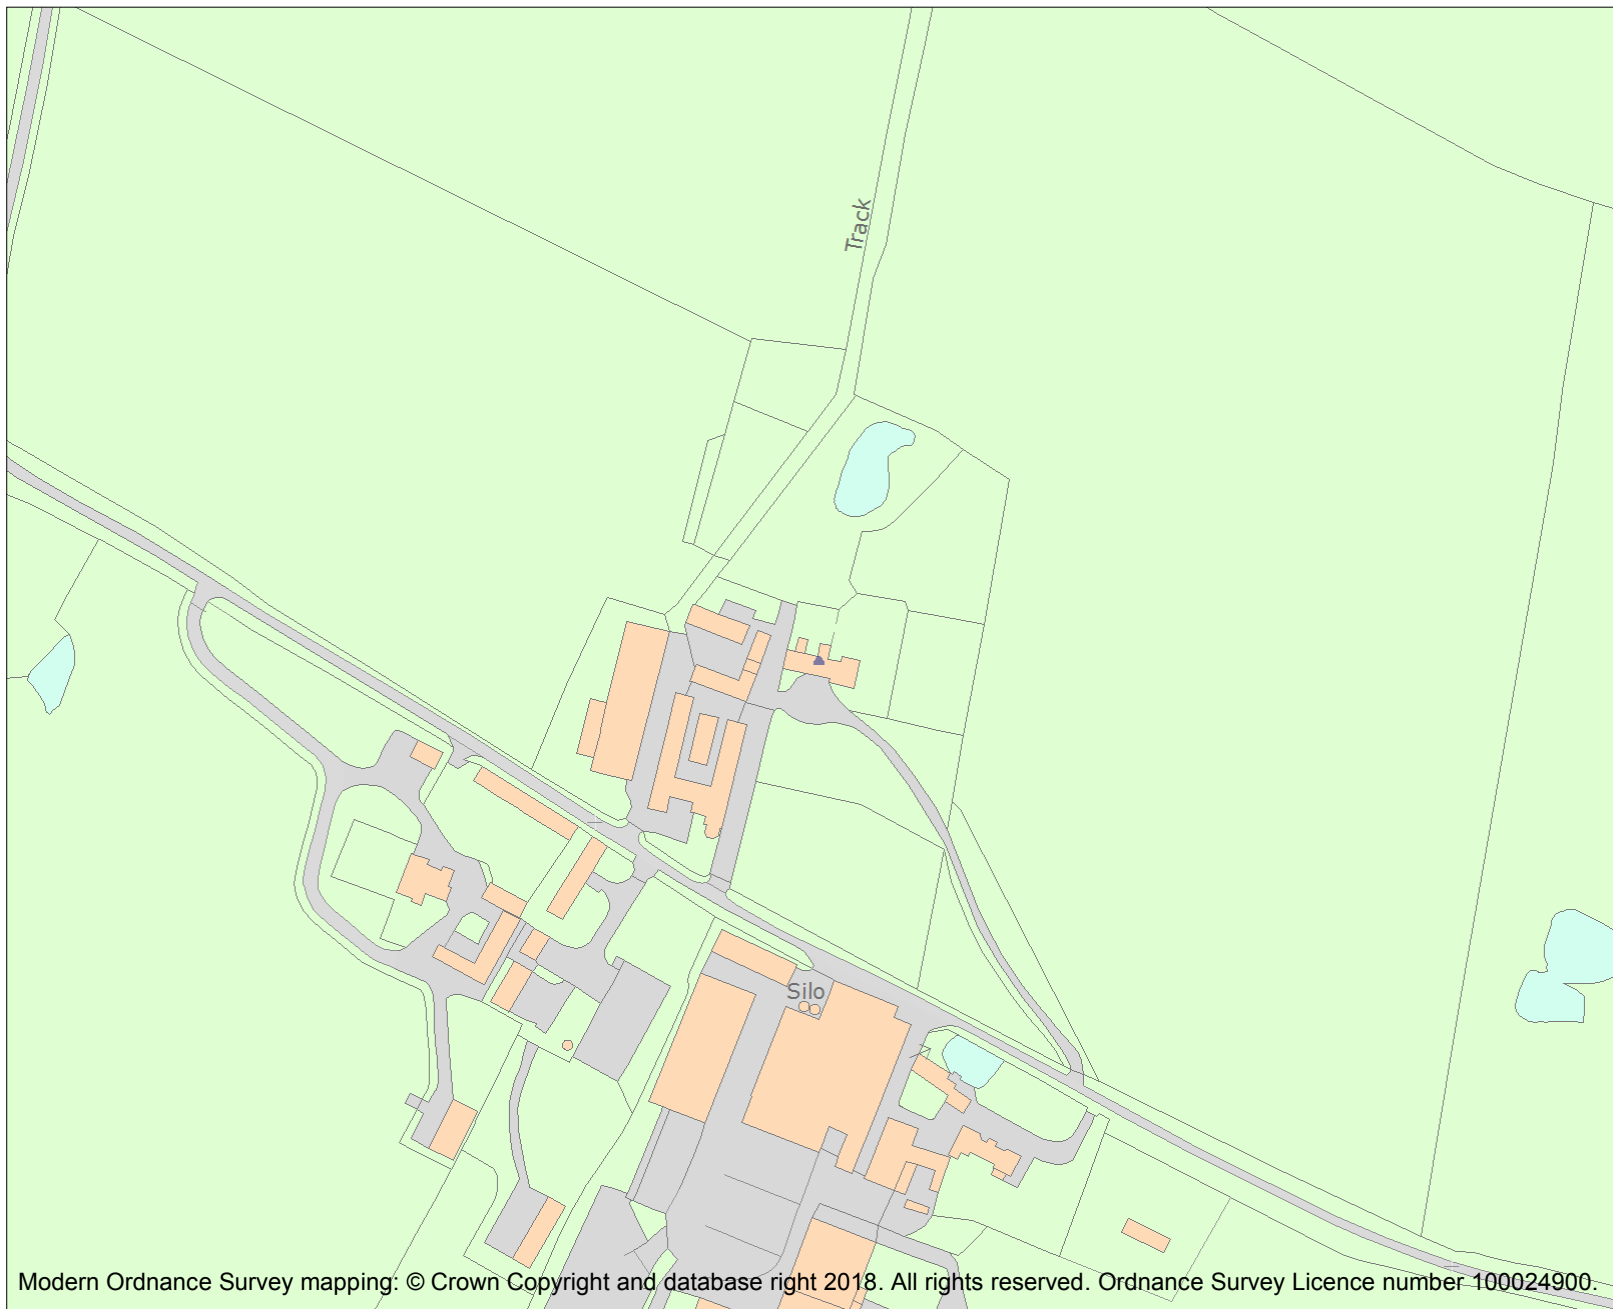 Track
Silo
Modern Ordnance Survey mapping: © Crown Copyright and database right 2018. All rights reserved. Ordnance Survey Licence number 100024900.